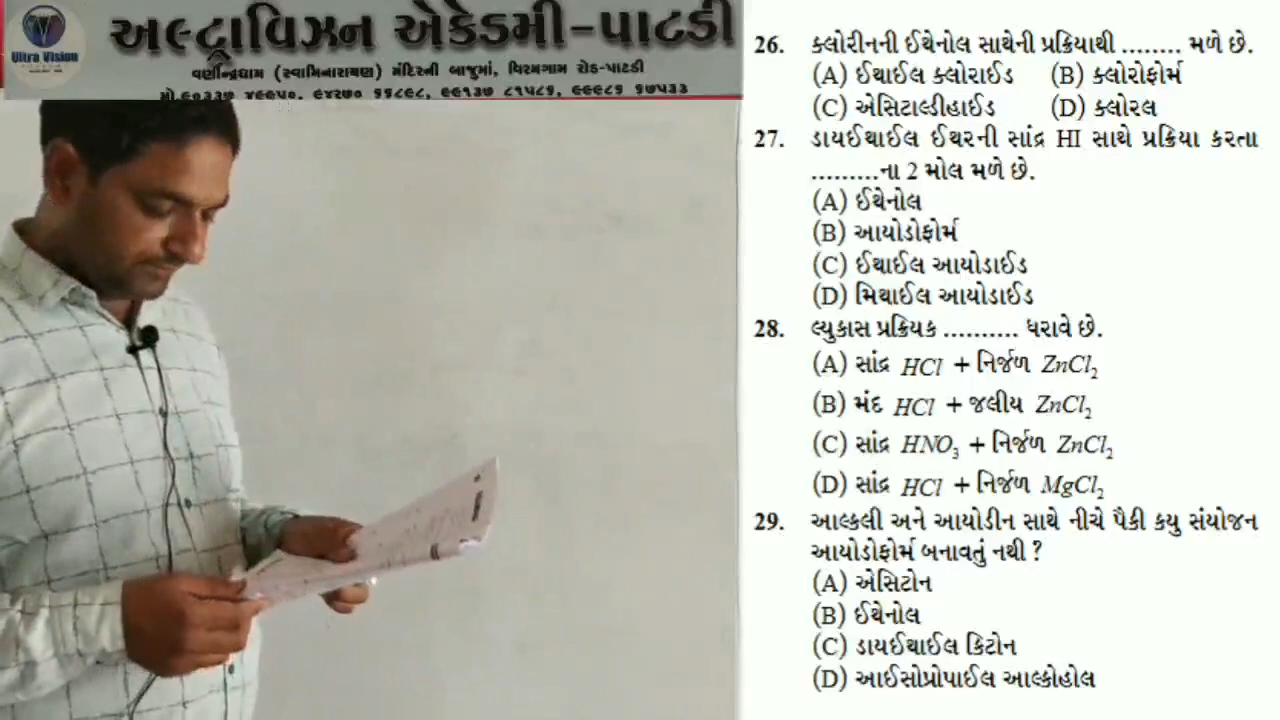 અલ્ટ્રાવિઝન એકેડમી-પાટડી
Ultra Vision
વર્ણીન્દ્રધામ (સ્વામિનારાયણ) મંદિરની બાજુમાં, વિરમગામ રોડ-પાટડી
26. ક્લોરીનની ઈથેનોલ સાથેની પ્રક્રિયાથી ........ મળે છે.
(A) ઈથાઈલ ક્લોરાઈડ (B) ક્લોરોફોર્મ
(C) એસિટાલ્ડીહાઈડ (D) ક્લોરલ
27. ડાયઈથાઈલ ઈથરની સાંદ્ર HI સાથે પ્રક્રિયા કરતા
.........ના 2 મોલ મળે છે.
(A) ઈથેનોલ
(B) આયોડોફોર્મ
(C) ઈથાઈલ આયોડાઈડ
(D) મિથાઈલ આયોડાઈડ
28. લ્યુકાસ પ્રક્રિયક .......... ધરાવે છે.
(A) સાંદ્ર HCl + નિર્જળ ZnCl₂
(B) મંદ HCl + જલીય ZnCl₂
(C) સાંદ્ર HNO₃ + નિર્જળ ZnCl₂
(D) સાંદ્ર HCl + નિર્જળ MgCl₂
29. આલ્કલી અને આયોડીન સાથે નીચે પૈકી કયુ સંયોજન
આયોડોફોર્મ બનાવતું નથી ?
(A) એસિટોન
(B) ઈથેનોલ
(C) ડાયઈથાઈલ કિટોન
(D) આઈસોપ્રોપાઈલ આલ્કોહોલ